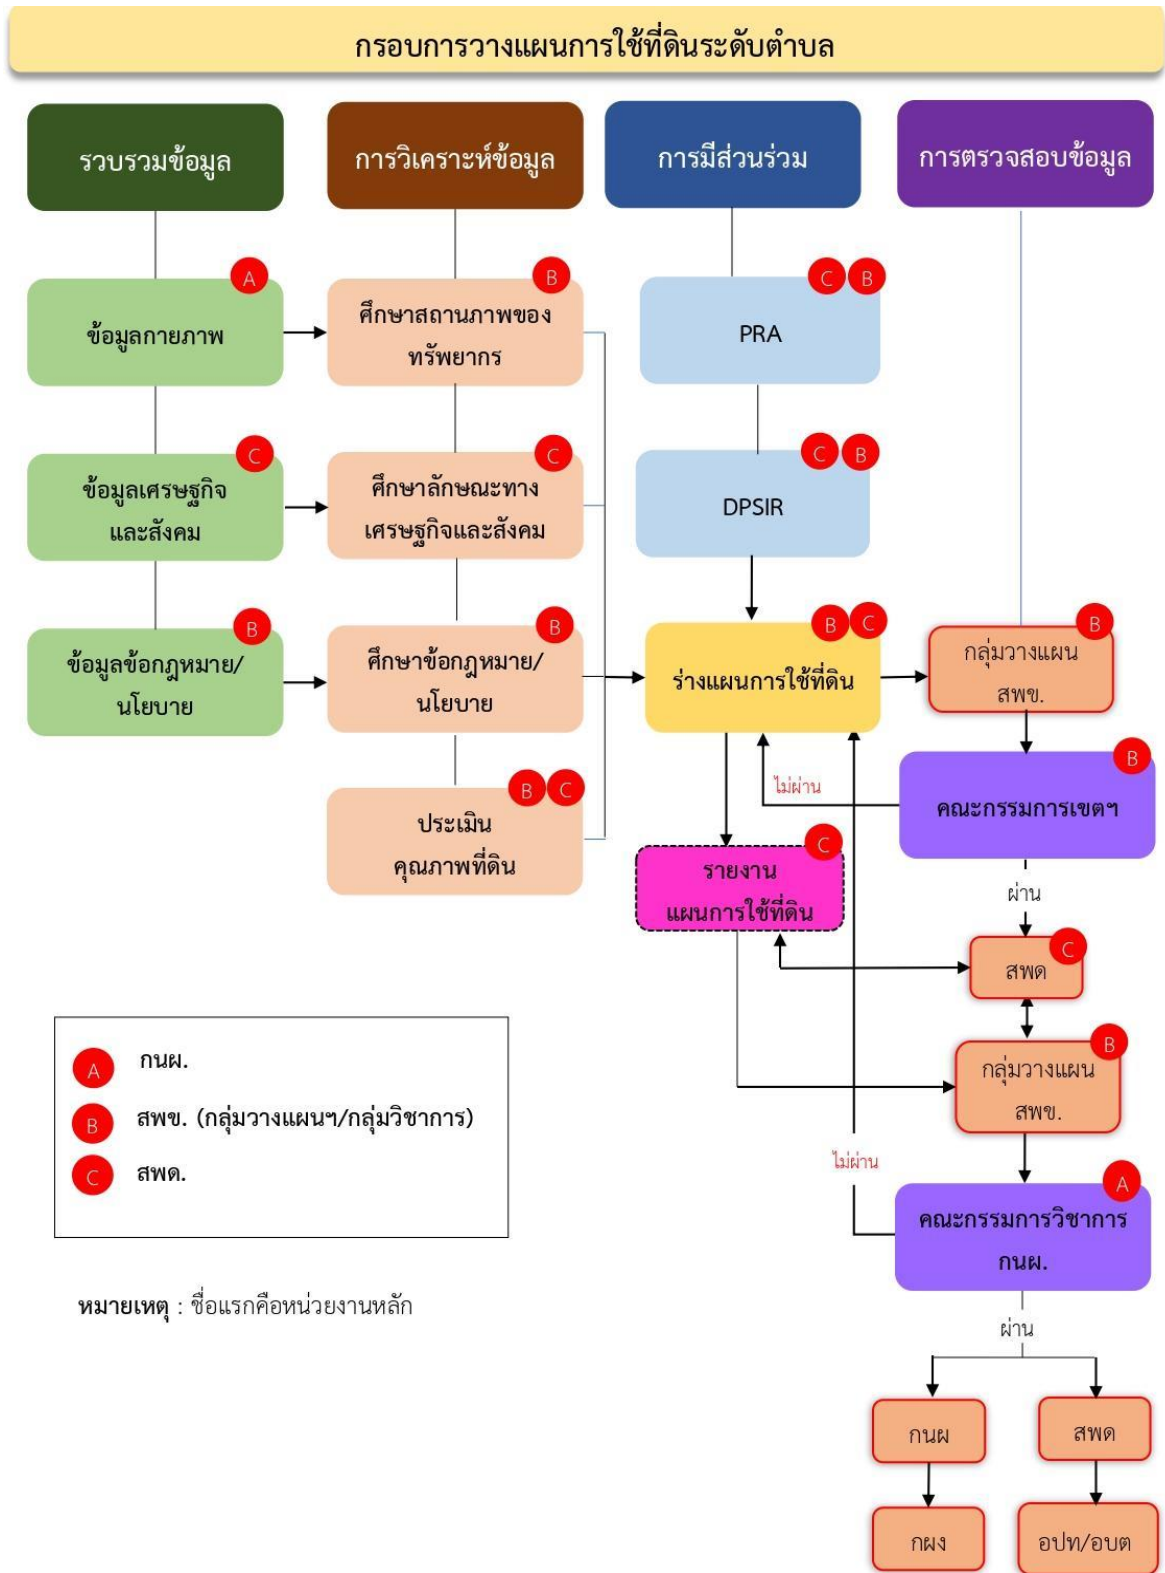 กรอบการวางแผนการใช้ที่ดินระดับตำบล
รวบรวมข้อมูล
การวิเคราะห์ข้อมูล
การมีส่วนร่วม
การตรวจสอบข้อมูล
A
ข้อมูลกายภาพ
B
ศึกษาสถานภาพของ
ทรัพยากร
C B
PRA
C
ข้อมูลเศรษฐกิจ
และสังคม
C
ศึกษาลักษณะทาง
เศรษฐกิจและสังคม
C B
DPSIR
B
ข้อมูลข้อกฎหมาย/
นโยบาย
B
ศึกษาข้อกฎหมาย/
นโยบาย
B C
ร่างแผนการใช้ที่ดิน
B
กลุ่มวางแผน
สพข.
B C
ประเมิน
คุณภาพที่ดิน
ไม่ผ่าน
B
คณะกรรมการเขตฯ
C
รายงาน
แผนการใช้ที่ดิน
ผ่าน
C
สพด
B
กลุ่มวางแผน
สพข.
A กนผ.
B สพข. (กลุ่มวางแผนฯ/กลุ่มวิชาการ)
C สพด.
ไม่ผ่าน
A
คณะกรรมการวิชาการ
กนผ.
หมายเหตุ : ชื่อแรกคือหน่วยงานหลัก
ผ่าน
กนผ
สพด
กผง
อปท/อบต